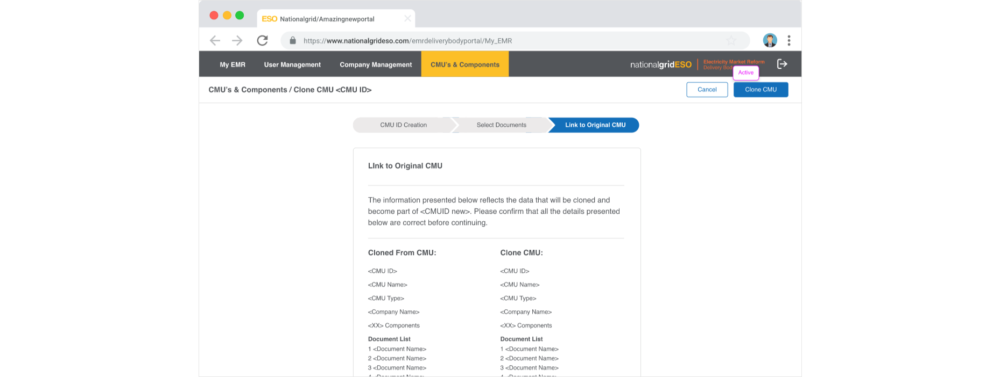 ESO Nationalgrid/Amazingnewportal
https://www.nationalgrideso.com/emrdeliverybodyportal/My_EMR
My EMR User Management Company Management CMU's & Components nationalgridESO Electricity Market Reform
Delivery
Active
CMU's & Components / Clone CMU <CMU ID> Cancel Clone CMU
CMU ID Creation Select Documents Link to Original CMU
LInk to Original CMU
The information presented below reflects the data that will be cloned and
become part of <CMUID new>. Please confirm that all the details presented
below are correct before continuing.
Cloned From CMU: Clone CMU:
<CMU ID> <CMU ID>
<CMU Name> <CMU Name>
<CMU Type> <CMU Type>
<Company Name> <Company Name>
<XX> Components <XX> Components
Document List Document List
1 <Document Name> 1 <Document Name>
2 <Document Name> 2 <Document Name>
3 <Document Name> 3 <Document Name>
4 <Document Name> 4 <Document Name>